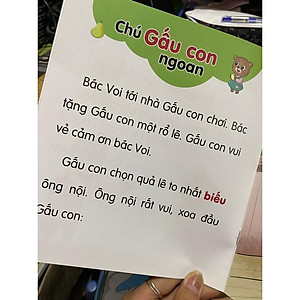 Chú Gấu con
ngoan
Bác Voi tới nhà Gấu con chơi. Bác
tặng Gấu con một rổ lê. Gấu con vui
vẻ cảm ơn bác Voi.
Gấu con chọn quả lê to nhất biếu
ông nội. Ông nội rất vui, xoa đầu
Gấu con: